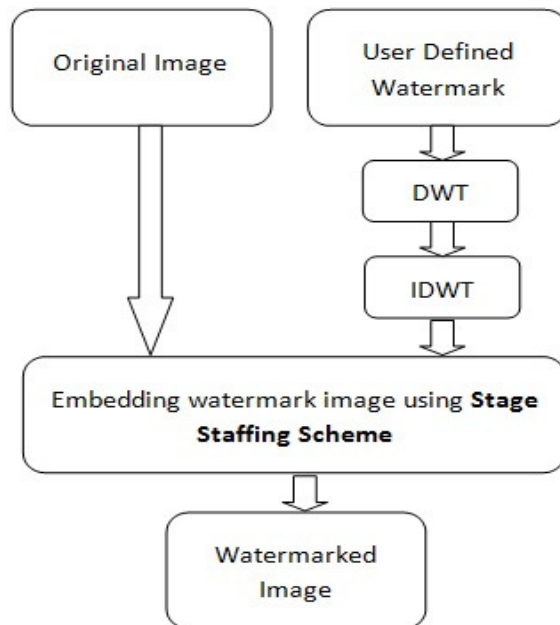 Original Image
User Defined
Watermark
DWT
IDWT
Embedding watermark image using Stage
Staffing Scheme
Watermarked
Image